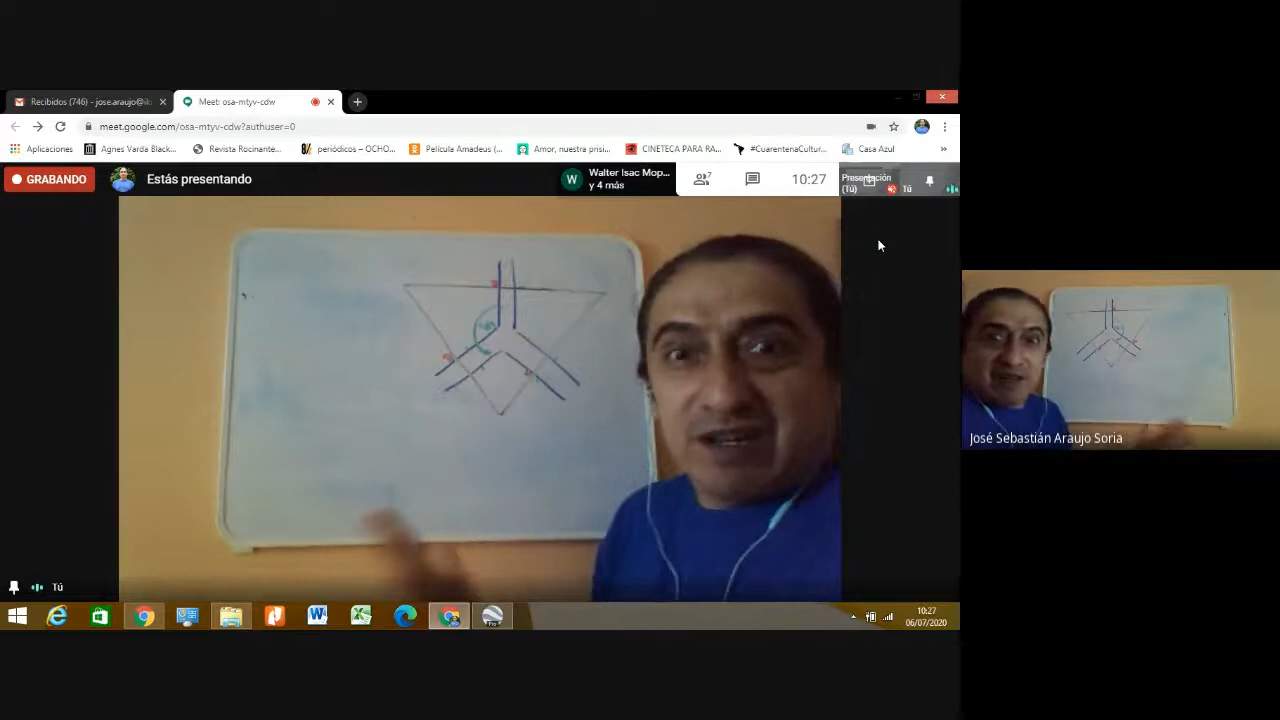 Recibidos (746) - jose.araujo@ik
Meet: osa-mtyv-cdw
meet.google.com/osa-mtyv-cdw?authuser=0
Aplicaciones
Agnes Varda Black...
Revista Rocinante...
periódicos – OCHO...
Película Amadeus (...
Amor, nuestra prisi...
CINETECA PARA RA...
#CuarentenaCultur...
Casa Azul
»
GRABANDO
Estás presentando
W
Walter Isac Mop...
y 4 más
7
10:27
Presentación
(Tú)
Tú
José Sebastián Araujo Soria
Tú
Pro
10:27
06/07/2020